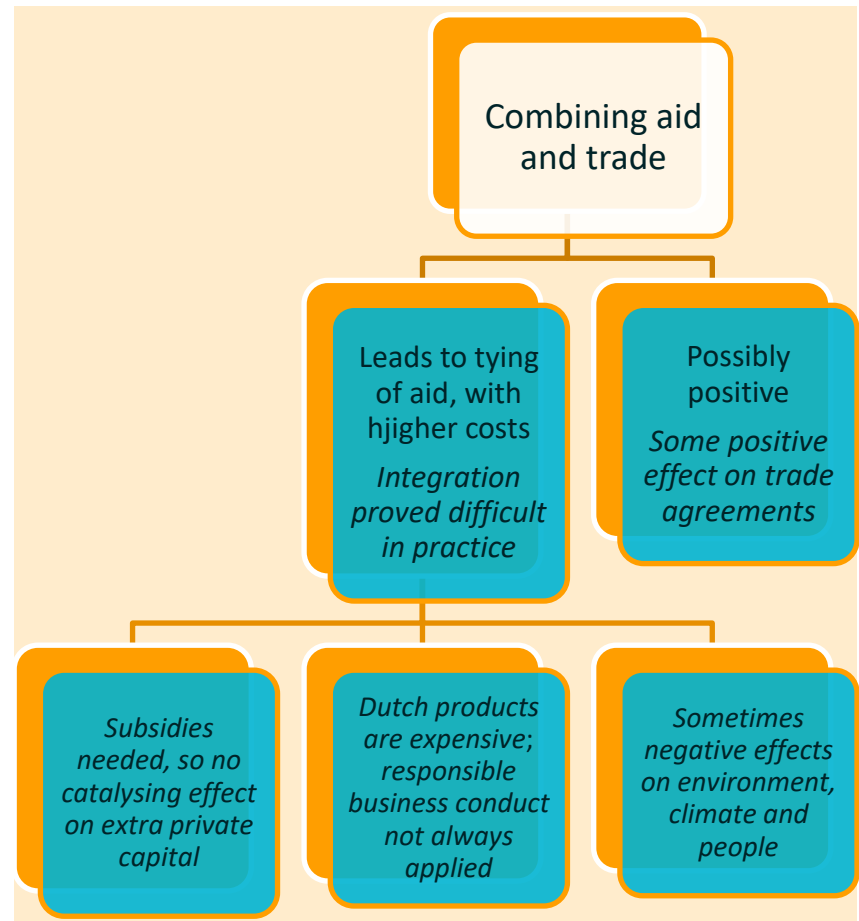 Combining aid
and trade
Leads to tying
of aid, with
hjigher costs
Integration
proved difficult
in practice
Possibly
positive
Some positive
effect on trade
agreements
Subsidies
needed, so no
catalysing effect
on extra private
capital
Dutch products
are expensive;
responsible
business conduct
not always
applied
Sometimes
negative effects
on environment,
climate and
people